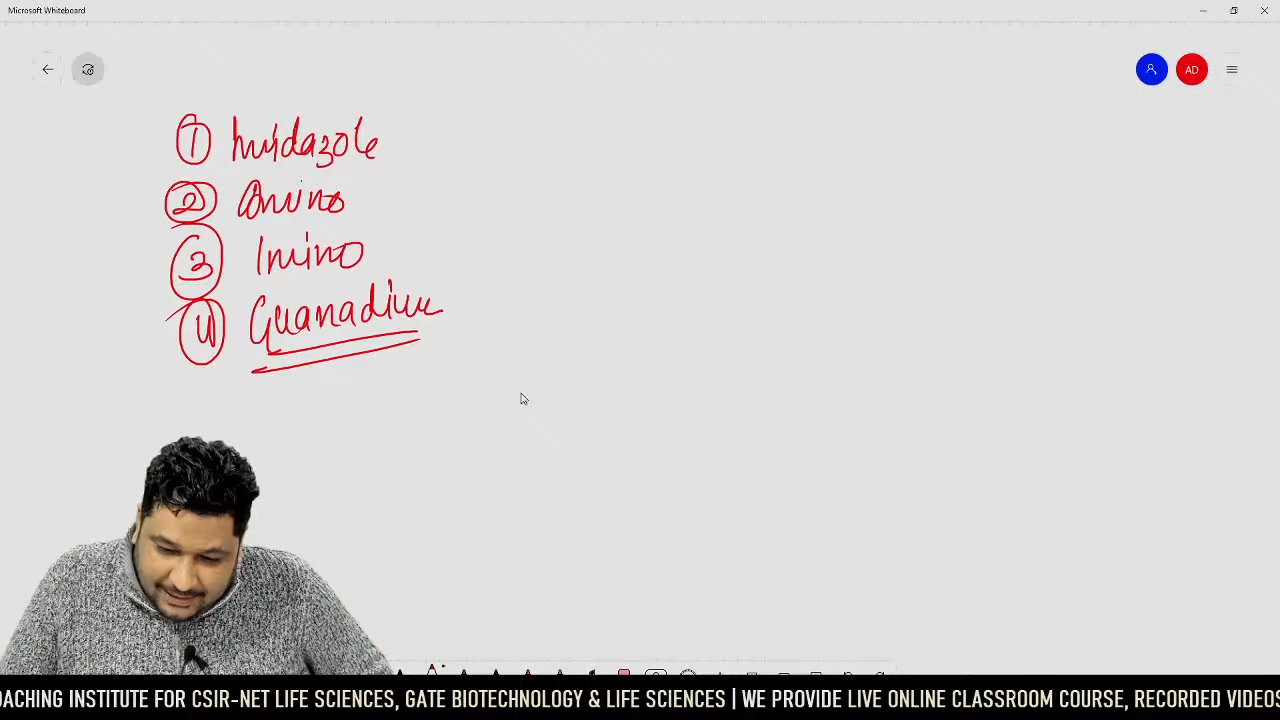 Microsoft Whiteboard
AD
① Imidazole
② Amino
③ Imino
④ Guanadium
OACHING INSTITUTE FOR CSIR-NET LIFE SCIENCES, GATE BIOTECHNOLOGY & LIFE SCIENCES | WE PROVIDE LIVE ONLINE CLASSROOM COURSE, RECORDED VIDEOS